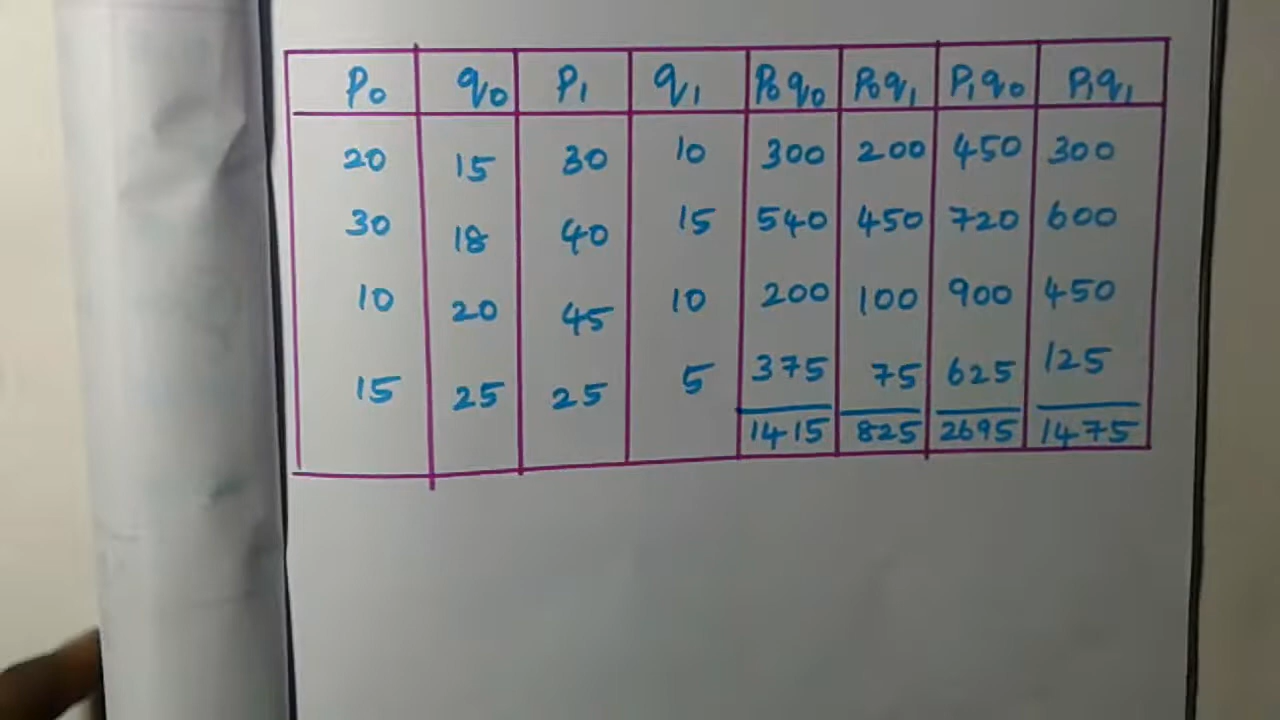 P₀ q₀ P₁ q₁ P₀q₀ P₀q₁ P₁q₀ P₁q₁
20 15 30 10 300 200 450 300
30 18 40 15 540 450 720 600
10 20 45 10 200 100 900 450
15 25 25 5 375 75 625 125
1415 825 2695 1475